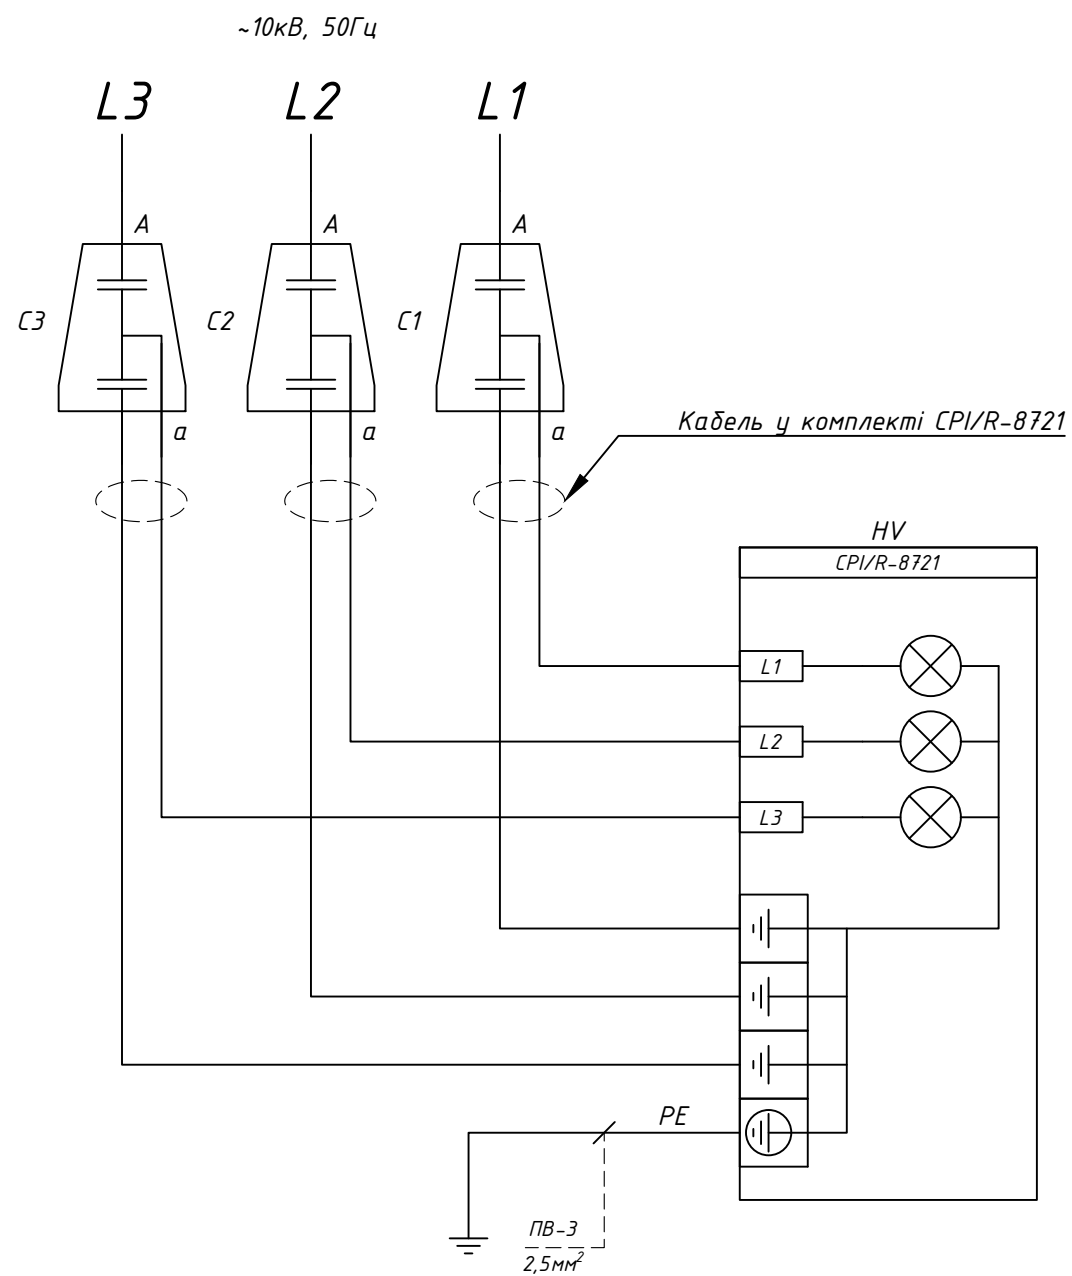 ~10кВ, 50Гц
L3 L2 L1
A A A
C3 C2 C1
a a a
Кабель у комплекті CPI/R-8721
HV
CPI/R-8721
L1
L2
L3
PE
ПВ-3
2,5мм²